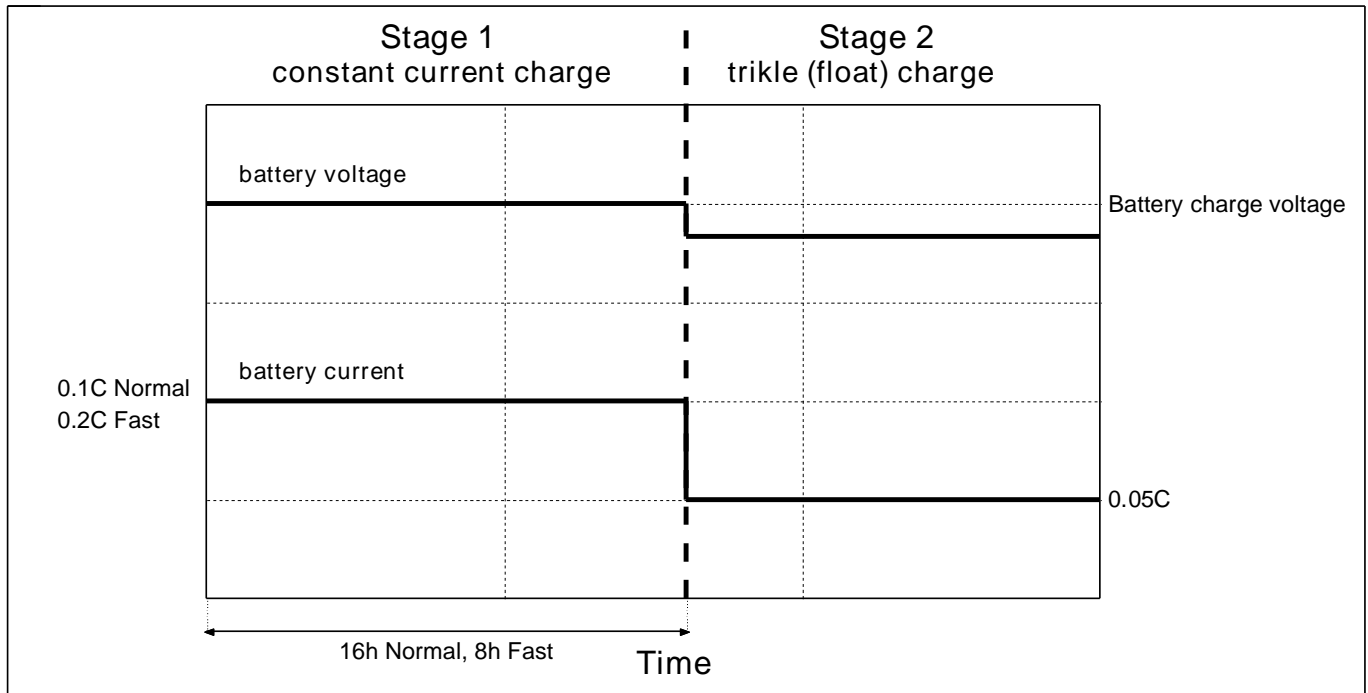 Stage 1
constant current charge
Stage 2
trikle (float) charge
battery voltage
Battery charge voltage
battery current
0.1C Normal
0.2C Fast
0.05C
16h Normal, 8h Fast
Time